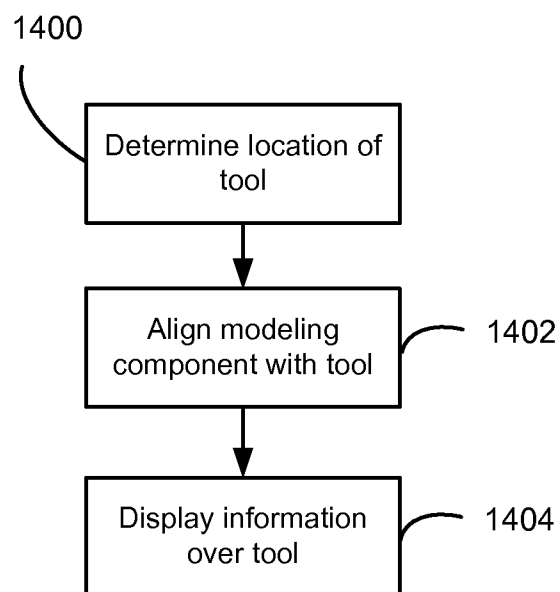 1400
Determine location of
tool
Align modeling
component with tool
1402
Display information
over tool
1404